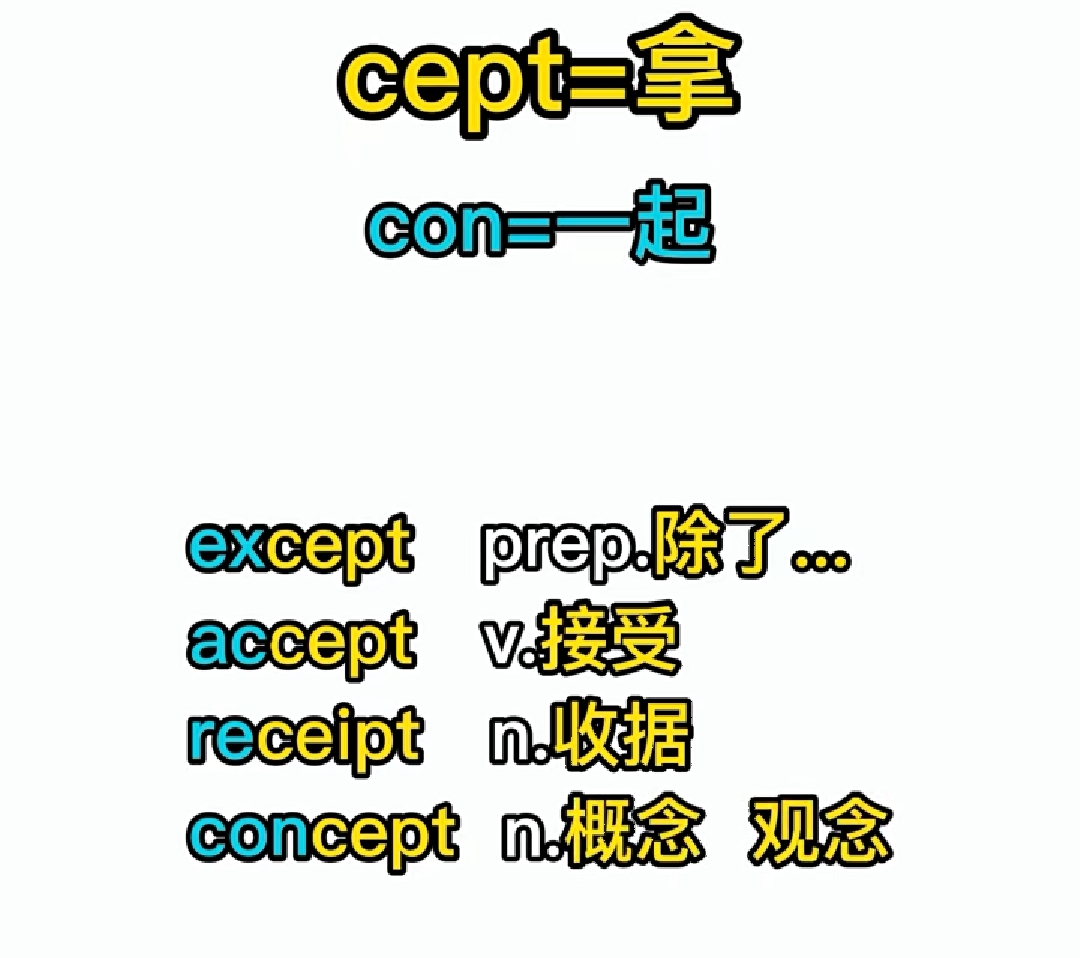 cept=拿
con=一起
except prep.除了...
accept v.接受
receipt n.收据
concept n.概念 观念